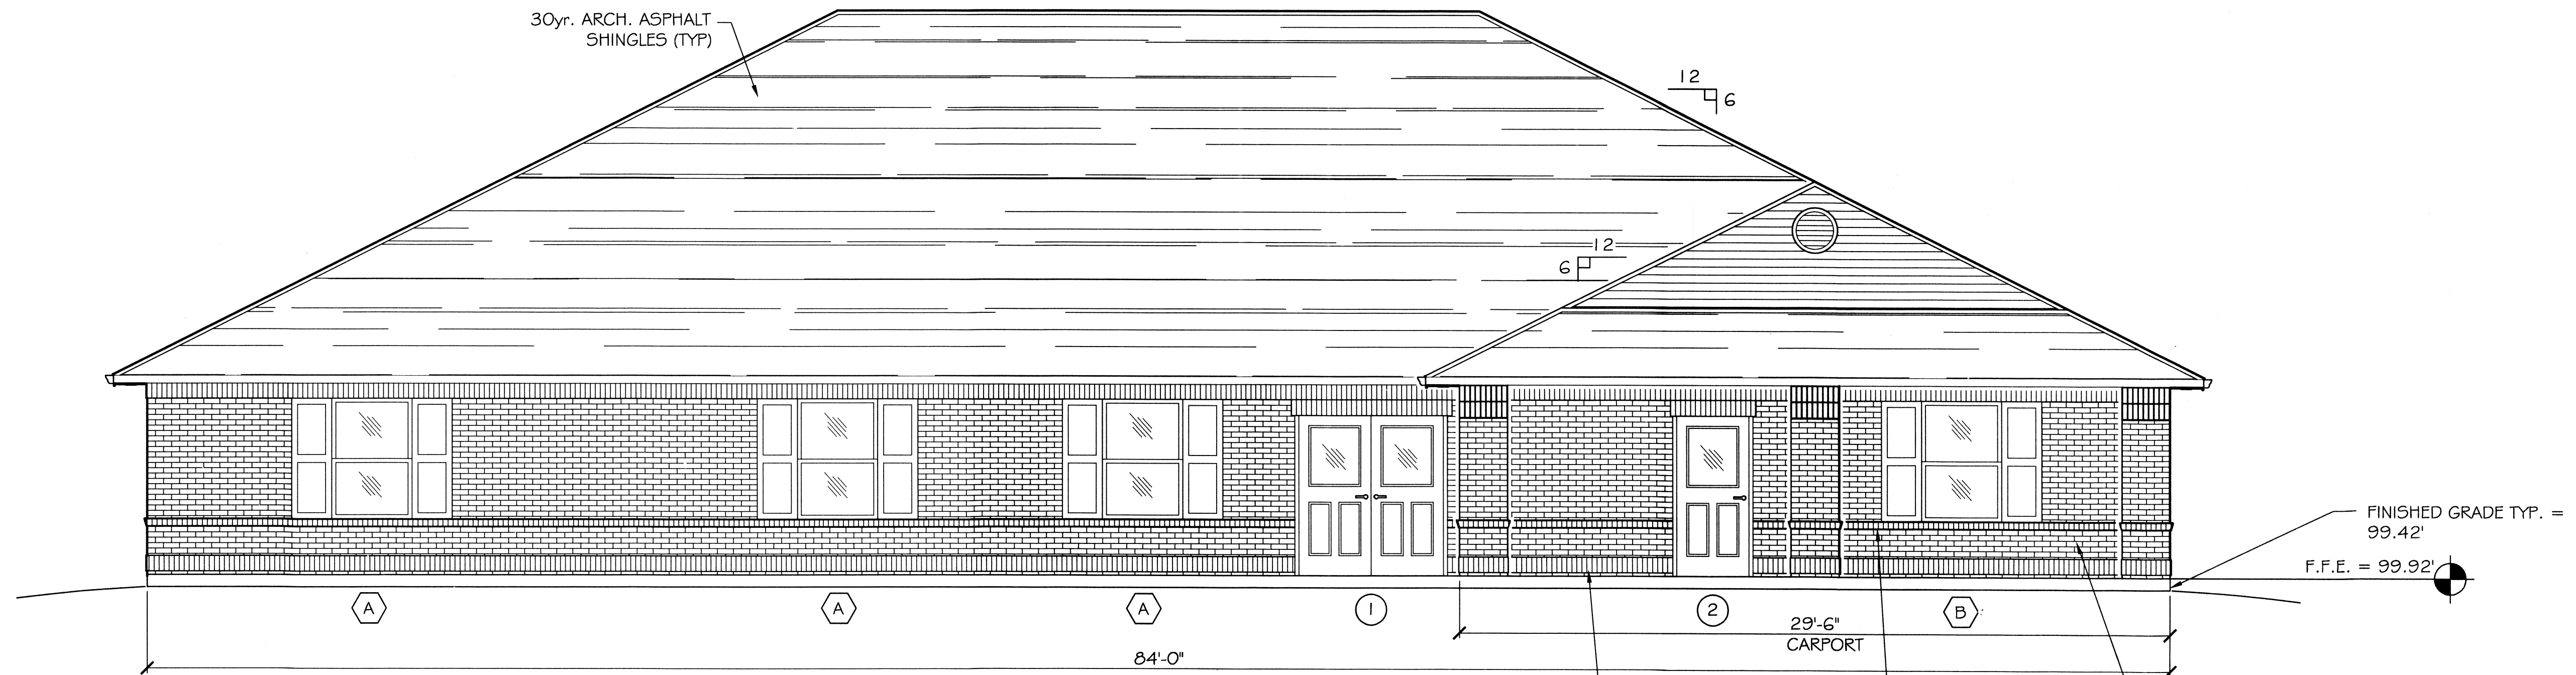 30yr. ARCH. ASPHALT
SHINGLES (TYP)
12
6
12
6
FINISHED GRADE TYP. =
99.42'
F.F.E. = 99.92'
A
A
A
1
2
B
29'-6"
CARPORT
84'-0"